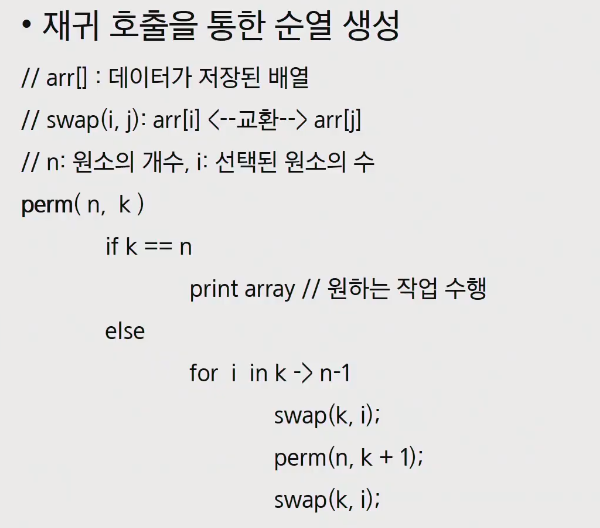 • 재귀 호출을 통한 순열 생성
// arr[] : 데이터가 저장된 배열
// swap(i, j): arr[i] <--교환--> arr[j]
// n: 원소의 개수, i: 선택된 원소의 수
perm( n, k )
if k == n
print array // 원하는 작업 수행
else
for i in k -> n-1
swap(k, i);
perm(n, k + 1);
swap(k, i);